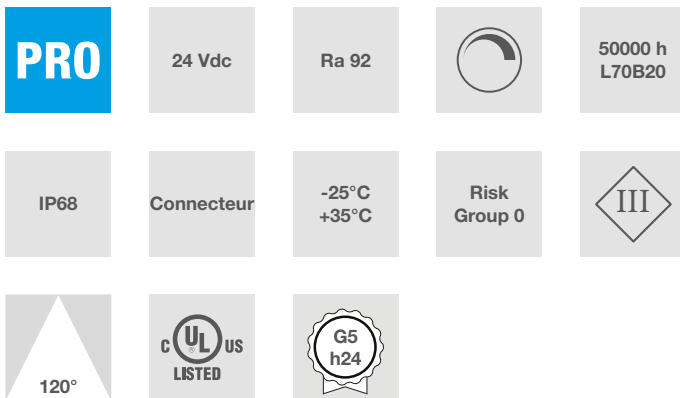 PRO
24 Vdc
Ra 92
50000 h
L70B20
IP68
Connecteur
-25°C
+35°C
Risk
Group 0
III
120°
C UL US
®
LISTED
G5
h24